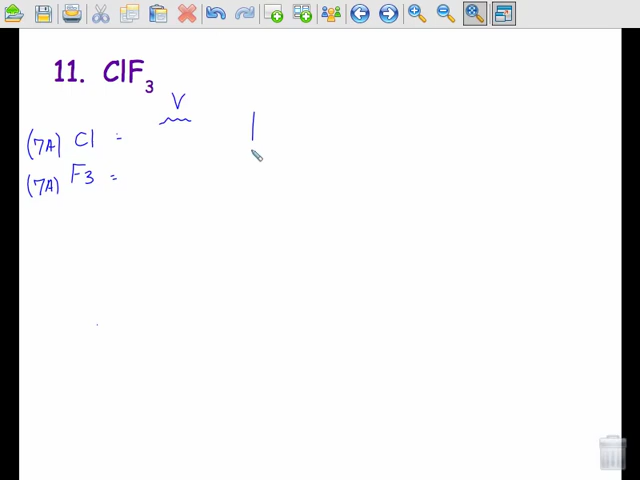 11. ClF₃
V
(7A) Cl =
(7A) F3 =